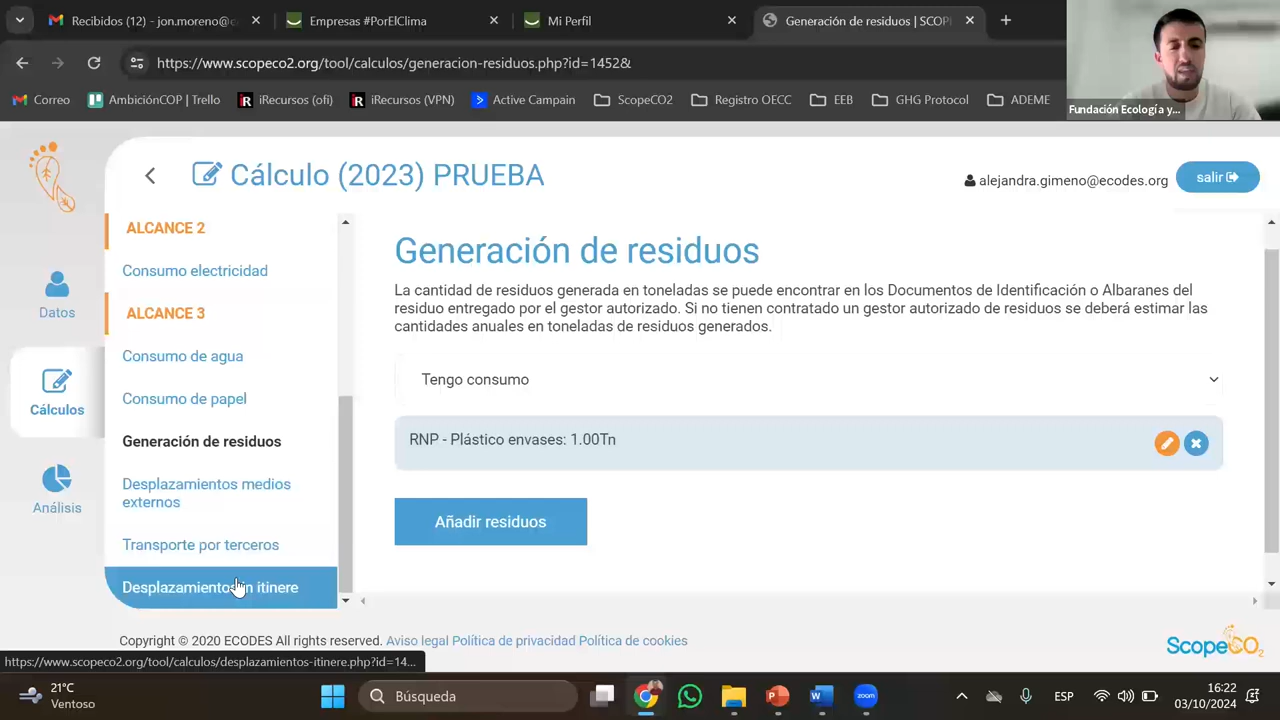 Recibidos (12) - jon.moreno@
Empresas #PorElClima
Mi Perfil
Generación de residuos | SCOP
https://www.scopeco2.org/tool/calculos/generacion-residuos.php?id=1452&
Correo
AmbiciónCOP | Trello
iRecursos (ofi)
iRecursos (VPN)
Active Campain
ScopeCO2
Registro OECC
EEB
GHG Protocol
ADEME
Fundación Ecología y...
Cálculo (2023) PRUEBA
alejandra.gimeno@ecodes.org
salir
Datos
Cálculos
Análisis
ALCANCE 2
Consumo electricidad
ALCANCE 3
Consumo de agua
Consumo de papel
Generación de residuos
Desplazamientos medios
externos
Transporte por terceros
Desplazamiento in itinere
Generación de residuos
La cantidad de residuos generada en toneladas se puede encontrar en los Documentos de Identificación o Albaranes del
residuo entregado por el gestor autorizado. Si no tienen contratado un gestor autorizado de residuos se deberá estimar las
cantidades anuales en toneladas de residuos generados.
Tengo consumo
RNP - Plástico envases: 1.00Tn
Añadir residuos
Copyright © 2020 ECODES All rights reserved. Aviso legal Política de privacidad Política de cookies
ScopeCO2
https://www.scopeco2.org/tool/calculos/desplazamientos-itinere.php?id=14...
21°C
Ventoso
Búsqueda
zoom
ESP
16:22
03/10/2024